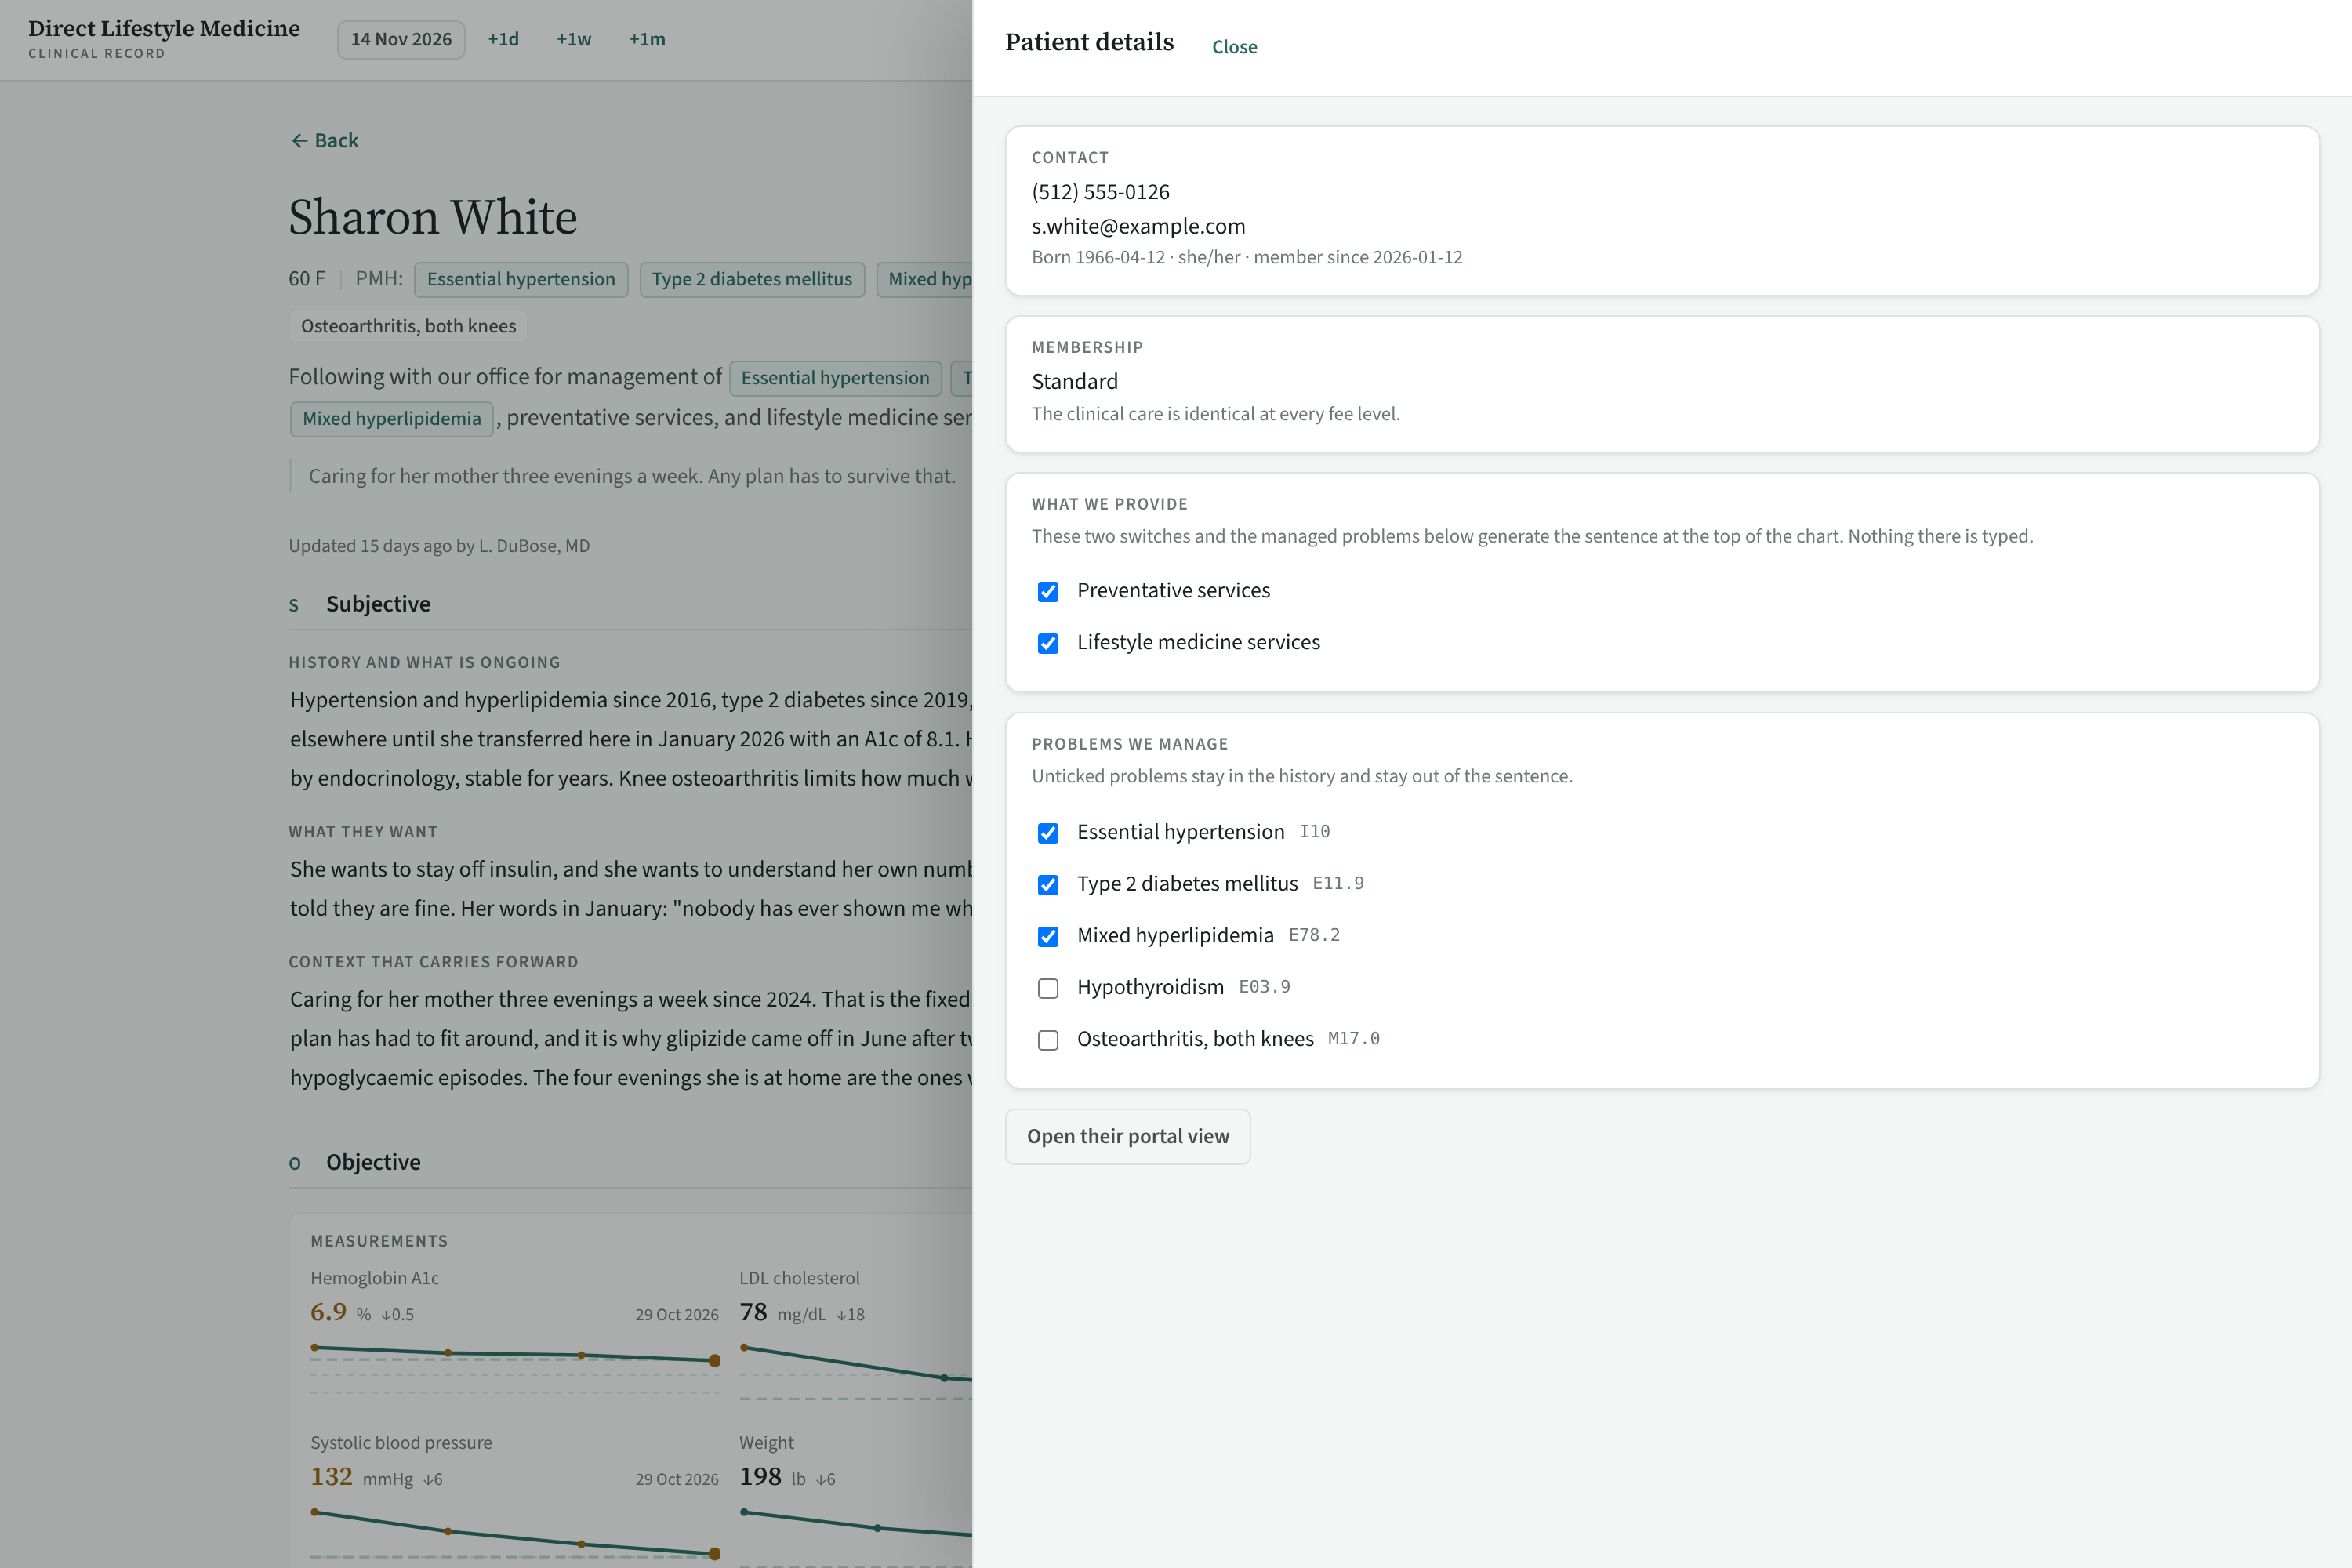 Direct Lifestyle Medicine
CLINICAL RECORD
14 Nov 2026 +1d +1w +1m
← Back
Sharon White
60 F PMH: Essential hypertension Type 2 diabetes mellitus Mixed hyp
Osteoarthritis, both knees
Following with our office for management of Essential hypertension T
Mixed hyperlipidemia , preventative services, and lifestyle medicine ser
Caring for her mother three evenings a week. Any plan has to survive that.
Updated 15 days ago by L. DuBose, MD
S Subjective
HISTORY AND WHAT IS ONGOING
Hypertension and hyperlipidemia since 2016, type 2 diabetes since 2019,
elsewhere until she transferred here in January 2026 with an A1c of 8.1. H
by endocrinology, stable for years. Knee osteoarthritis limits how much w
WHAT THEY WANT
She wants to stay off insulin, and she wants to understand her own numb
told they are fine. Her words in January: "nobody has ever shown me wh
CONTEXT THAT CARRIES FORWARD
Caring for her mother three evenings a week since 2024. That is the fixed
plan has had to fit around, and it is why glipizide came off in June after tw
hypoglycaemic episodes. The four evenings she is at home are the ones w
O Objective
MEASUREMENTS
Hemoglobin A1c
6.9 % ↓0.5 29 Oct 2026
LDL cholesterol
78 mg/dL ↓18
Systolic blood pressure
132 mmHg ↓6 29 Oct 2026
Weight
198 lb ↓6
Patient details Close
CONTACT
(512) 555-0126
s.white@example.com
Born 1966-04-12 · she/her · member since 2026-01-12
MEMBERSHIP
Standard
The clinical care is identical at every fee level.
WHAT WE PROVIDE
These two switches and the managed problems below generate the sentence at the top of the chart. Nothing there is typed.
Preventative services
Lifestyle medicine services
PROBLEMS WE MANAGE
Unticked problems stay in the history and stay out of the sentence.
Essential hypertension I10
Type 2 diabetes mellitus E11.9
Mixed hyperlipidemia E78.2
Hypothyroidism E03.9
Osteoarthritis, both knees M17.0
Open their portal view